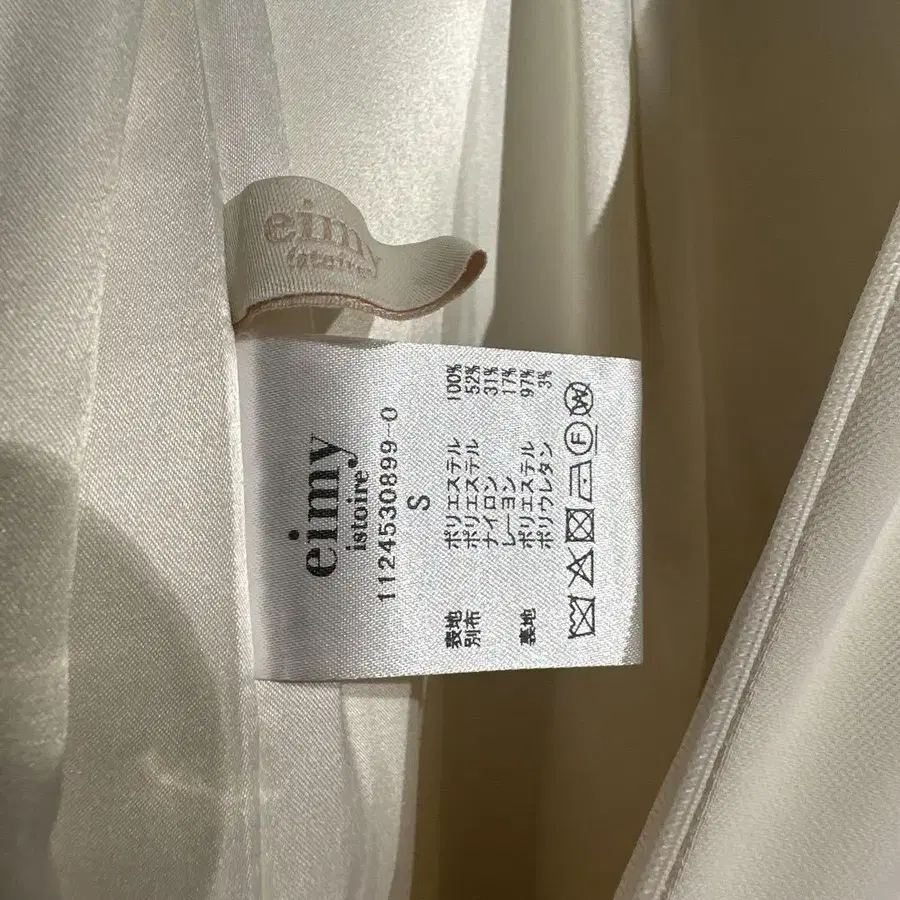 eimy
istoire
eimy
istoire
1124530899-0
S
表地 ポリエステル 100%
別布 ポリエステル 52%
ナイロン 31%
レーヨン 17%
裏地 ポリエステル 97%
ポリウレタン 3%
F
W